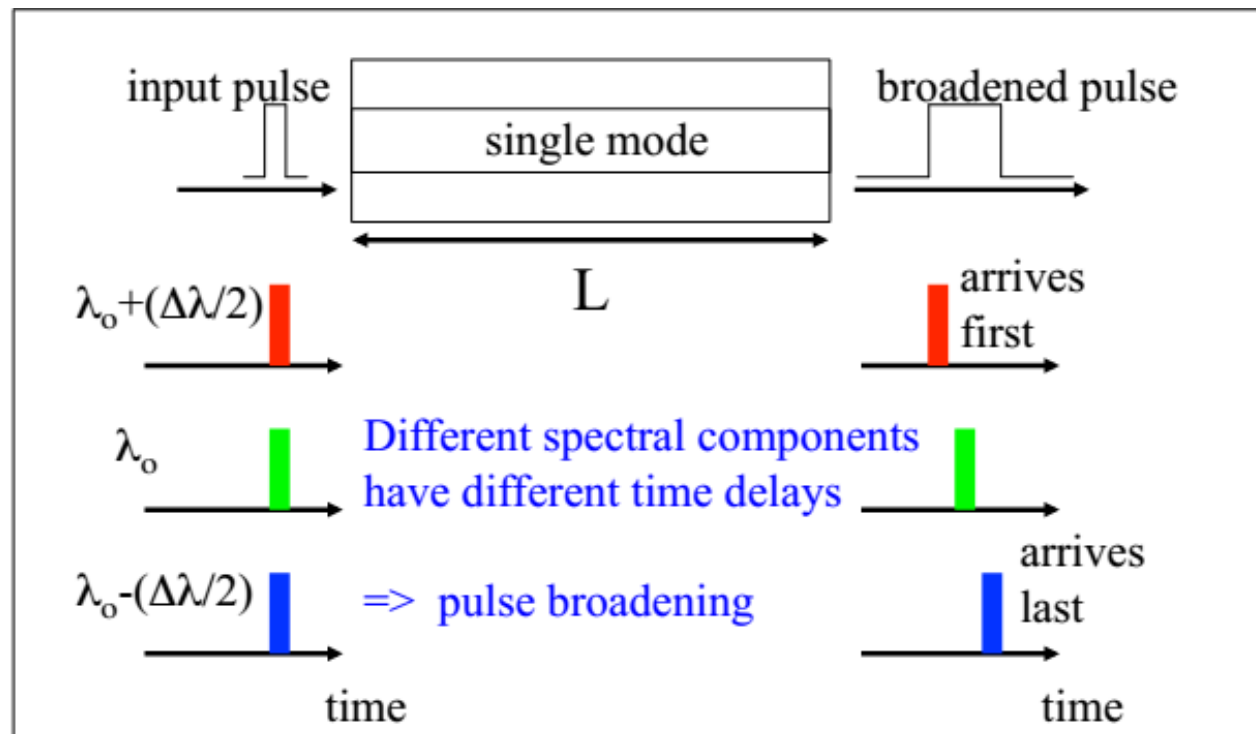 input pulse
broadened pulse
single mode
L
λo+(Δλ/2)
arrives
first
λo
Different spectral components
have different time delays
λo-(Δλ/2)
=> pulse broadening
arrives
last
time
time